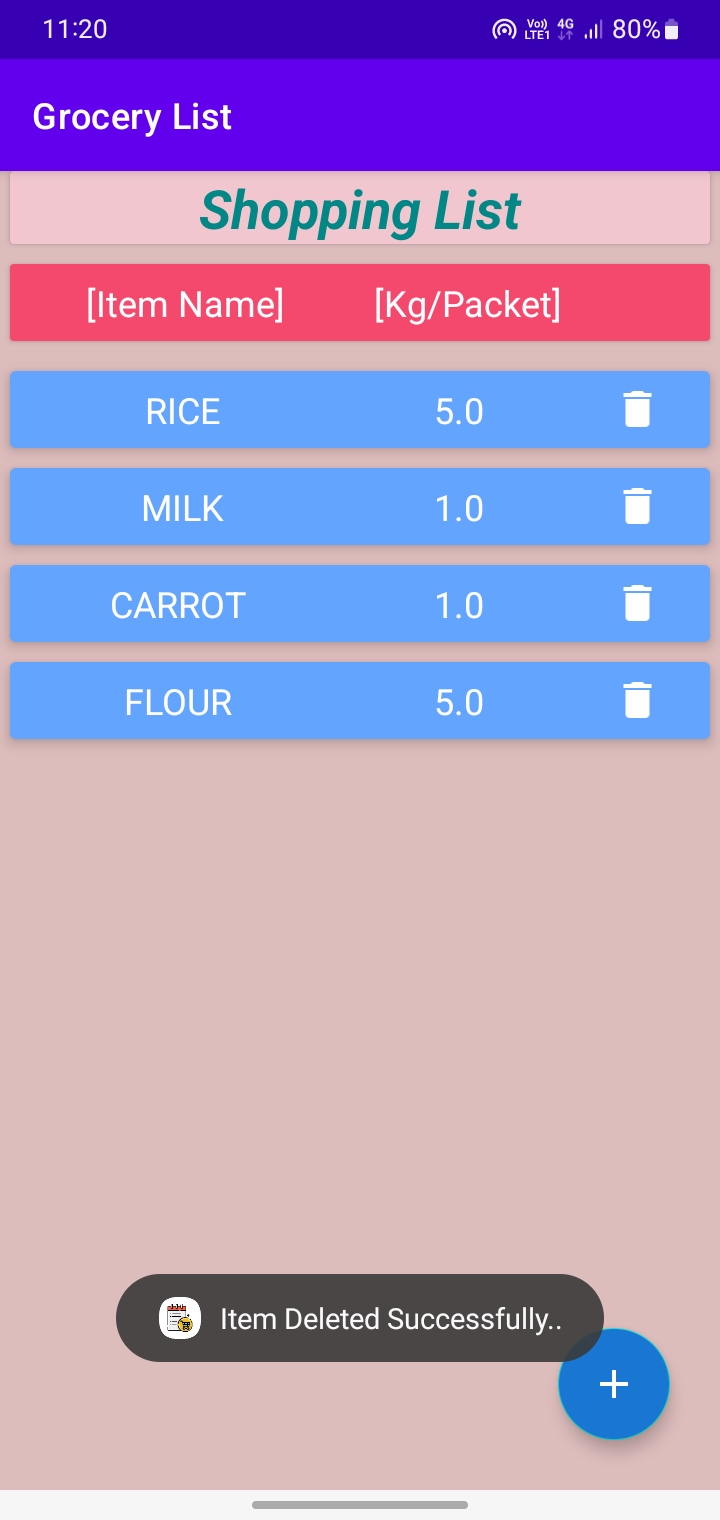 11:20 Vo)) LTE1 4G 80%
Grocery List
Shopping List
[Item Name] [Kg/Packet]
RICE 5.0
MILK 1.0
CARROT 1.0
FLOUR 5.0
Item Deleted Successfully..